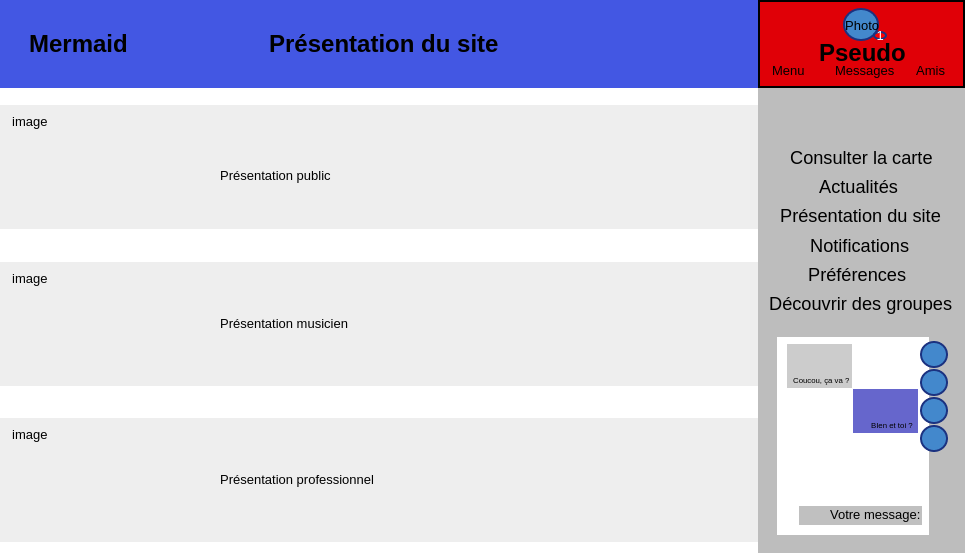 Mermaid
Présentation du site
Photo
1
Pseudo
Menu Messages Amis
image
Présentation public
image
Présentation musicien
image
Présentation professionnel
Consulter la carte
Actualités
Présentation du site
Notifications
Préférences
Découvrir des groupes
Coucou, ça va ?
Bien et toi ?
Votre message: